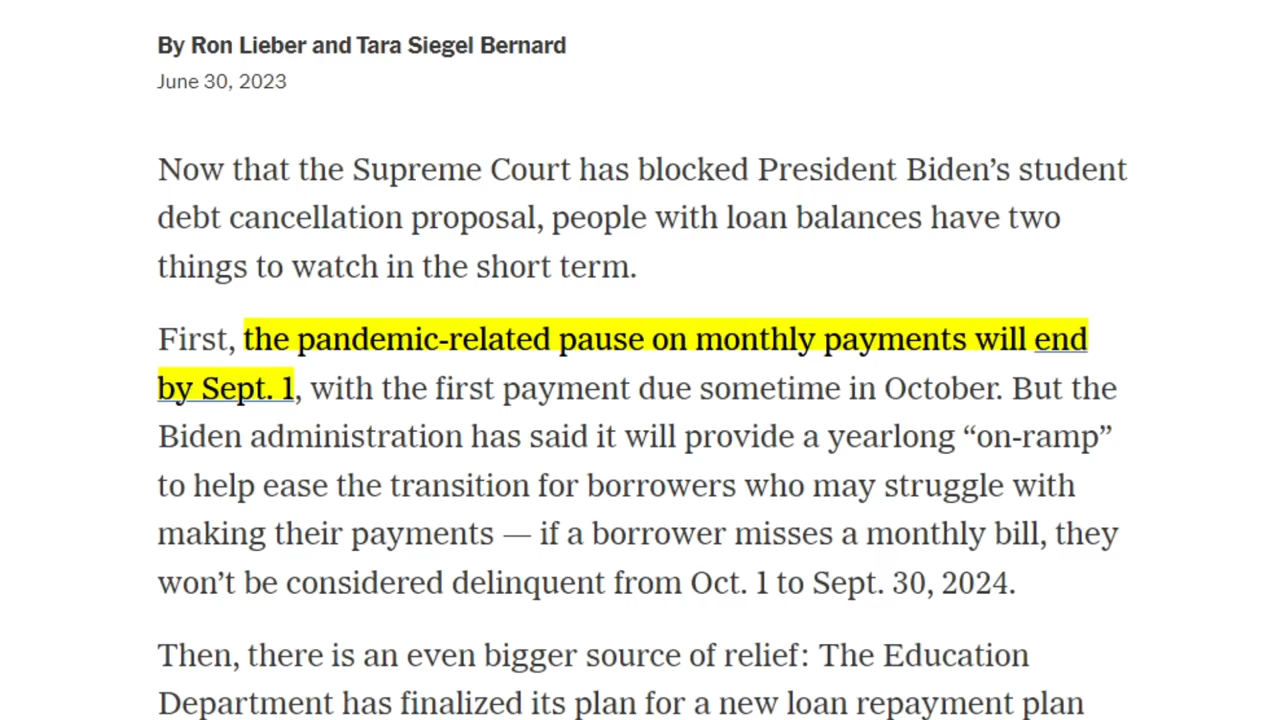 By Ron Lieber and Tara Siegel Bernard
June 30, 2023
Now that the Supreme Court has blocked President Biden’s student
debt cancellation proposal, people with loan balances have two
things to watch in the short term.
First, the pandemic-related pause on monthly payments will end
by Sept. 1, with the first payment due sometime in October. But the
Biden administration has said it will provide a yearlong “on-ramp”
to help ease the transition for borrowers who may struggle with
making their payments — if a borrower misses a monthly bill, they
won’t be considered delinquent from Oct. 1 to Sept. 30, 2024.
Then, there is an even bigger source of relief: The Education
Department has finalized its plan for a new loan repayment plan